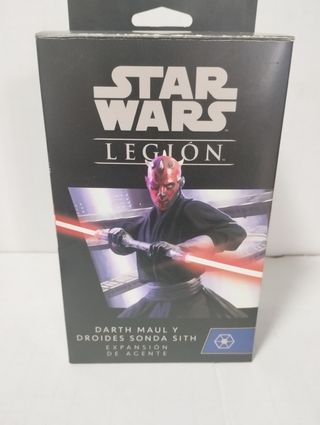 STAR
WARS
LEGIÓN
DARTH MAUL Y
DROIDES SONDA SITH
EXPANSIÓN
DE AGENTE